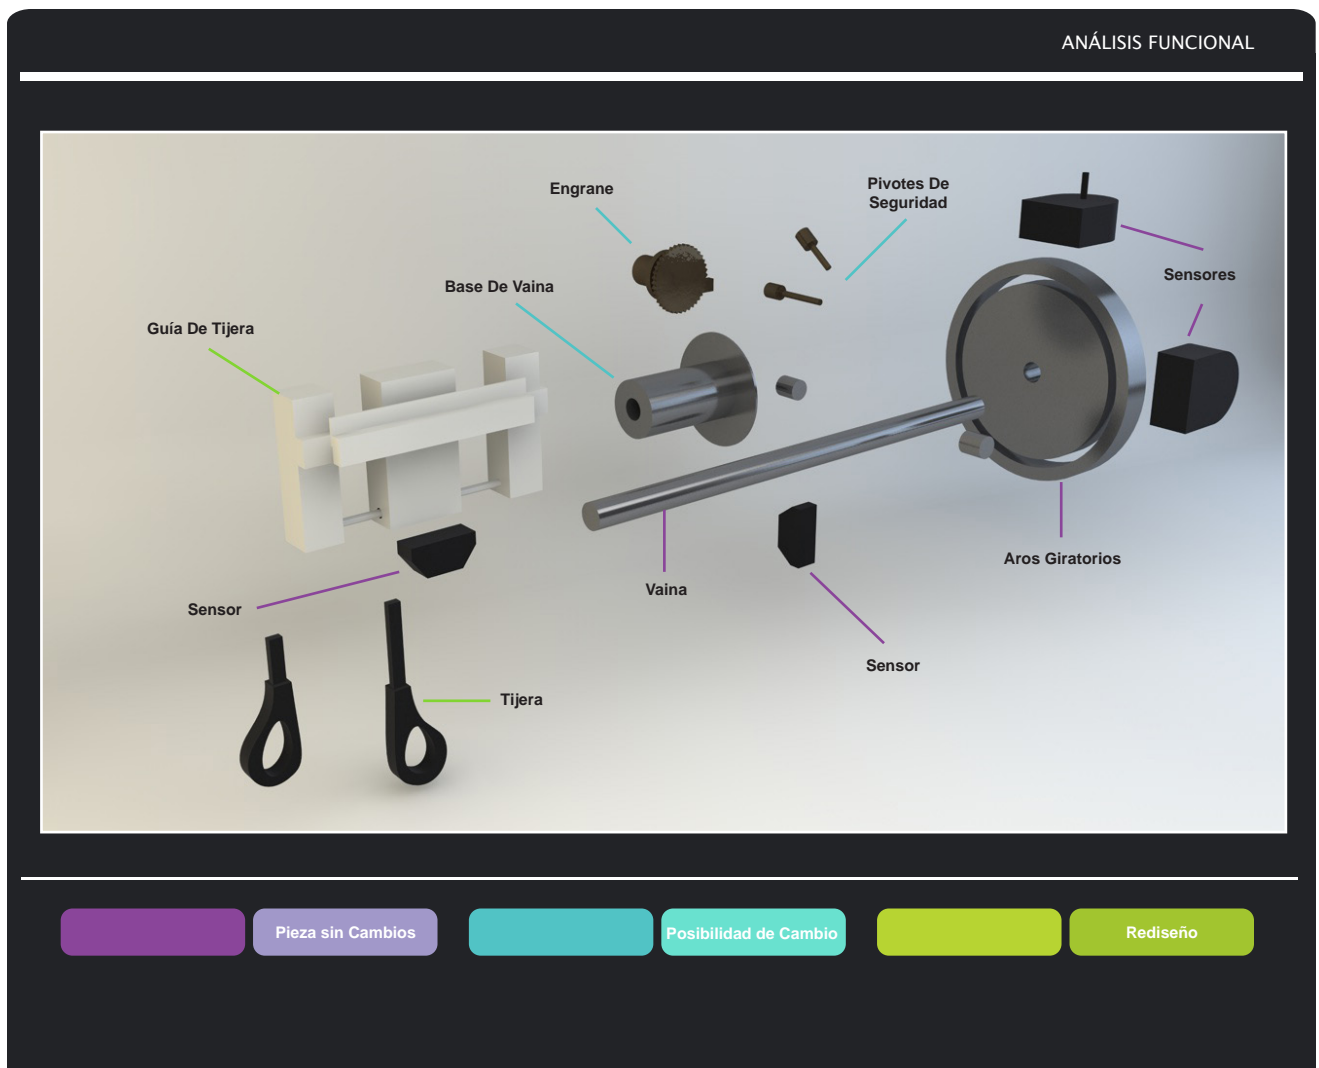 ANÁLISIS FUNCIONAL
Engrane
Pivotes De
Seguridad
Sensores
Base De Vaina
Guía De Tijera
Aros Giratorios
Vaina
Sensor
Sensor
Tijera
Pieza sin Cambios
Posibilidad de Cambio
Rediseño